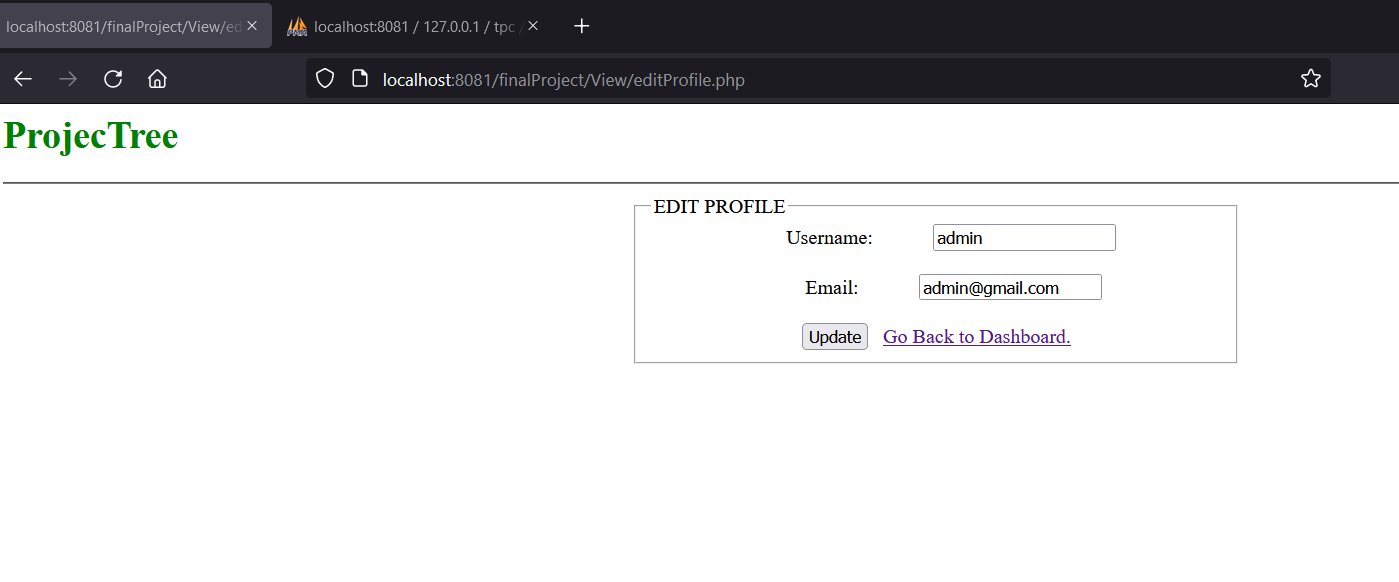 localhost:8081/finalProject/View/ed
localhost:8081 / 127.0.0.1 / tpc /
localhost:8081/finalProject/View/editProfile.php
ProjecTree
EDIT PROFILE
Username: admin
Email: admin@gmail.com
Update Go Back to Dashboard.